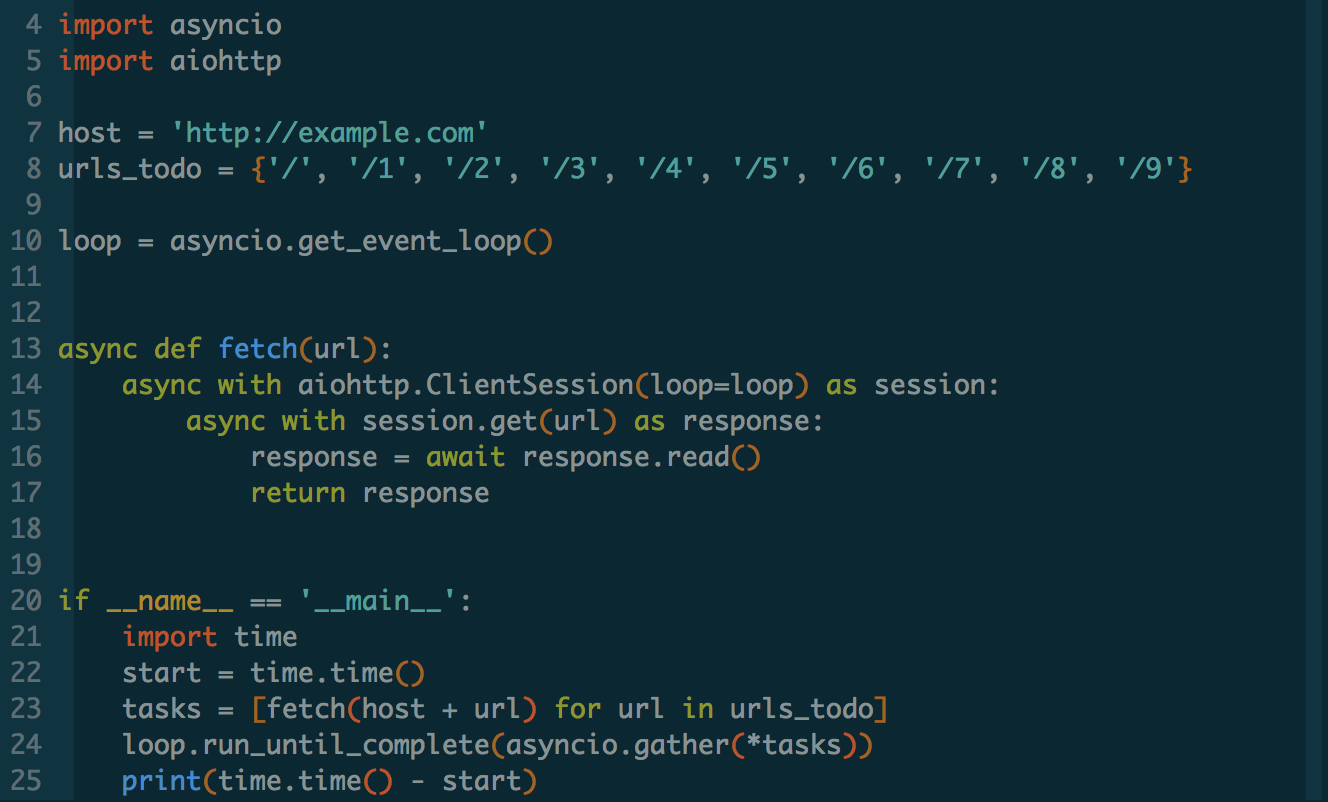 4 import asyncio
5 import aiohttp
6
7 host = 'http://example.com'
8 urls_todo = {'/', '/1', '/2', '/3', '/4', '/5', '/6', '/7', '/8', '/9'}
9
10 loop = asyncio.get_event_loop()
11
12
13 async def fetch(url):
14     async with aiohttp.ClientSession(loop=loop) as session:
15         async with session.get(url) as response:
16             response = await response.read()
17             return response
18
19
20 if __name__ == '__main__':
21     import time
22     start = time.time()
23     tasks = [fetch(host + url) for url in urls_todo]
24     loop.run_until_complete(asyncio.gather(*tasks))
25     print(time.time() - start)